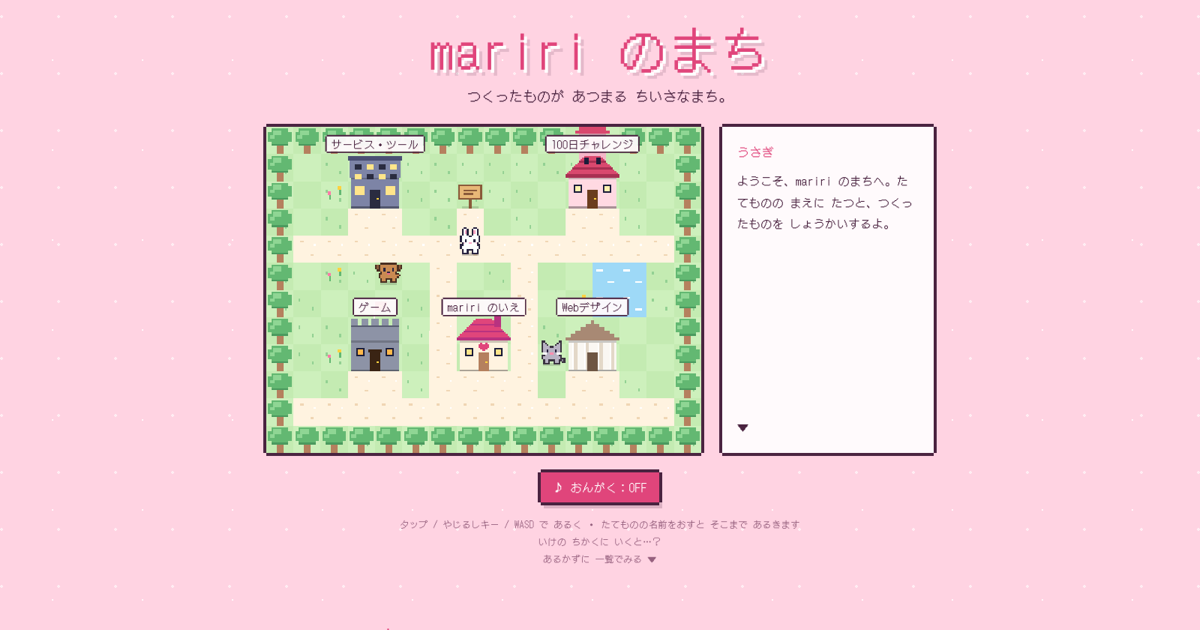 mariri のまち
つくったものが あつまる ちいさなまち。
サービス・ツール
100日チャレンジ
ゲーム
mariri のいえ
Webデザイン
うさぎ
ようこそ、mariri のまちへ。た
てものの まえに たつと、つくっ
たものを しょうかいするよ。
▼
♪ おんがく：OFF
タップ / やじるしキー / WASD で あるく ・ たてものの名前をおすと そこまで あるきます
いけの ちかくに いくと…？
あるかずに 一覧でみる ▼